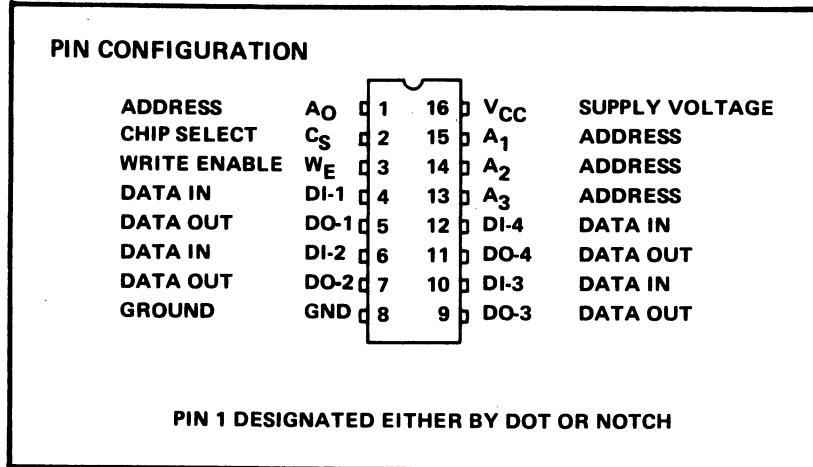 PIN CONFIGURATION
ADDRESS AO 1 16 VCC SUPPLY VOLTAGE
CHIP SELECT CS 2 15 A1 ADDRESS
WRITE ENABLE WE 3 14 A2 ADDRESS
DATA IN DI-1 4 13 A3 ADDRESS
DATA OUT DO-1 5 12 DI-4 DATA IN
DATA IN DI-2 6 11 DO-4 DATA OUT
DATA OUT DO-2 7 10 DI-3 DATA IN
GROUND GND 8 9 DO-3 DATA OUT
PIN 1 DESIGNATED EITHER BY DOT OR NOTCH